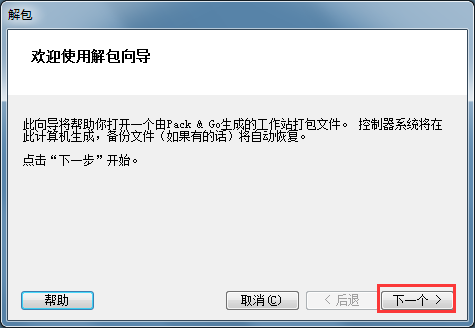 解包
欢迎使用解包向导
此向导将帮助你打开一个由Pack & Go生成的工作站打包文件。 控制器系统将在
此计算机生成，备份文件（如果有的话）将自动恢复。
点击“下一步”开始。
帮助
取消(C)
< 后退
下一个 >